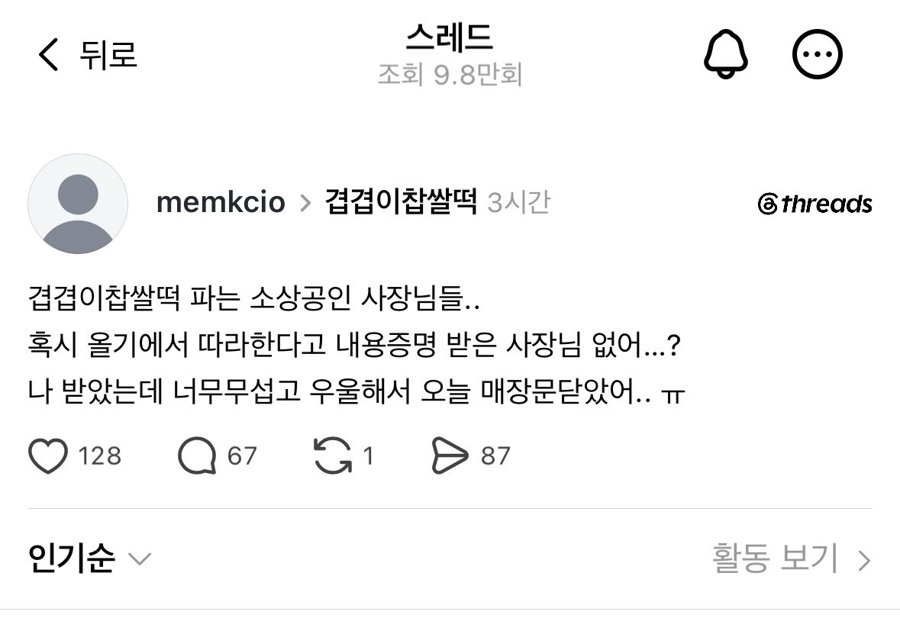 뒤로
스레드
조회 9.8만회
memkcio > 겹겹이찹쌀떡 3시간
threads
겹겹이찹쌀떡 파는 소상공인 사장님들..
혹시 올기에서 따라한다고 내용증명 받은 사장님 없어...?
나 받았는데 너무무섭고 우울해서 오늘 매장문닫았어.. ㅠ
128 67 1 87
인기순
활동 보기 >